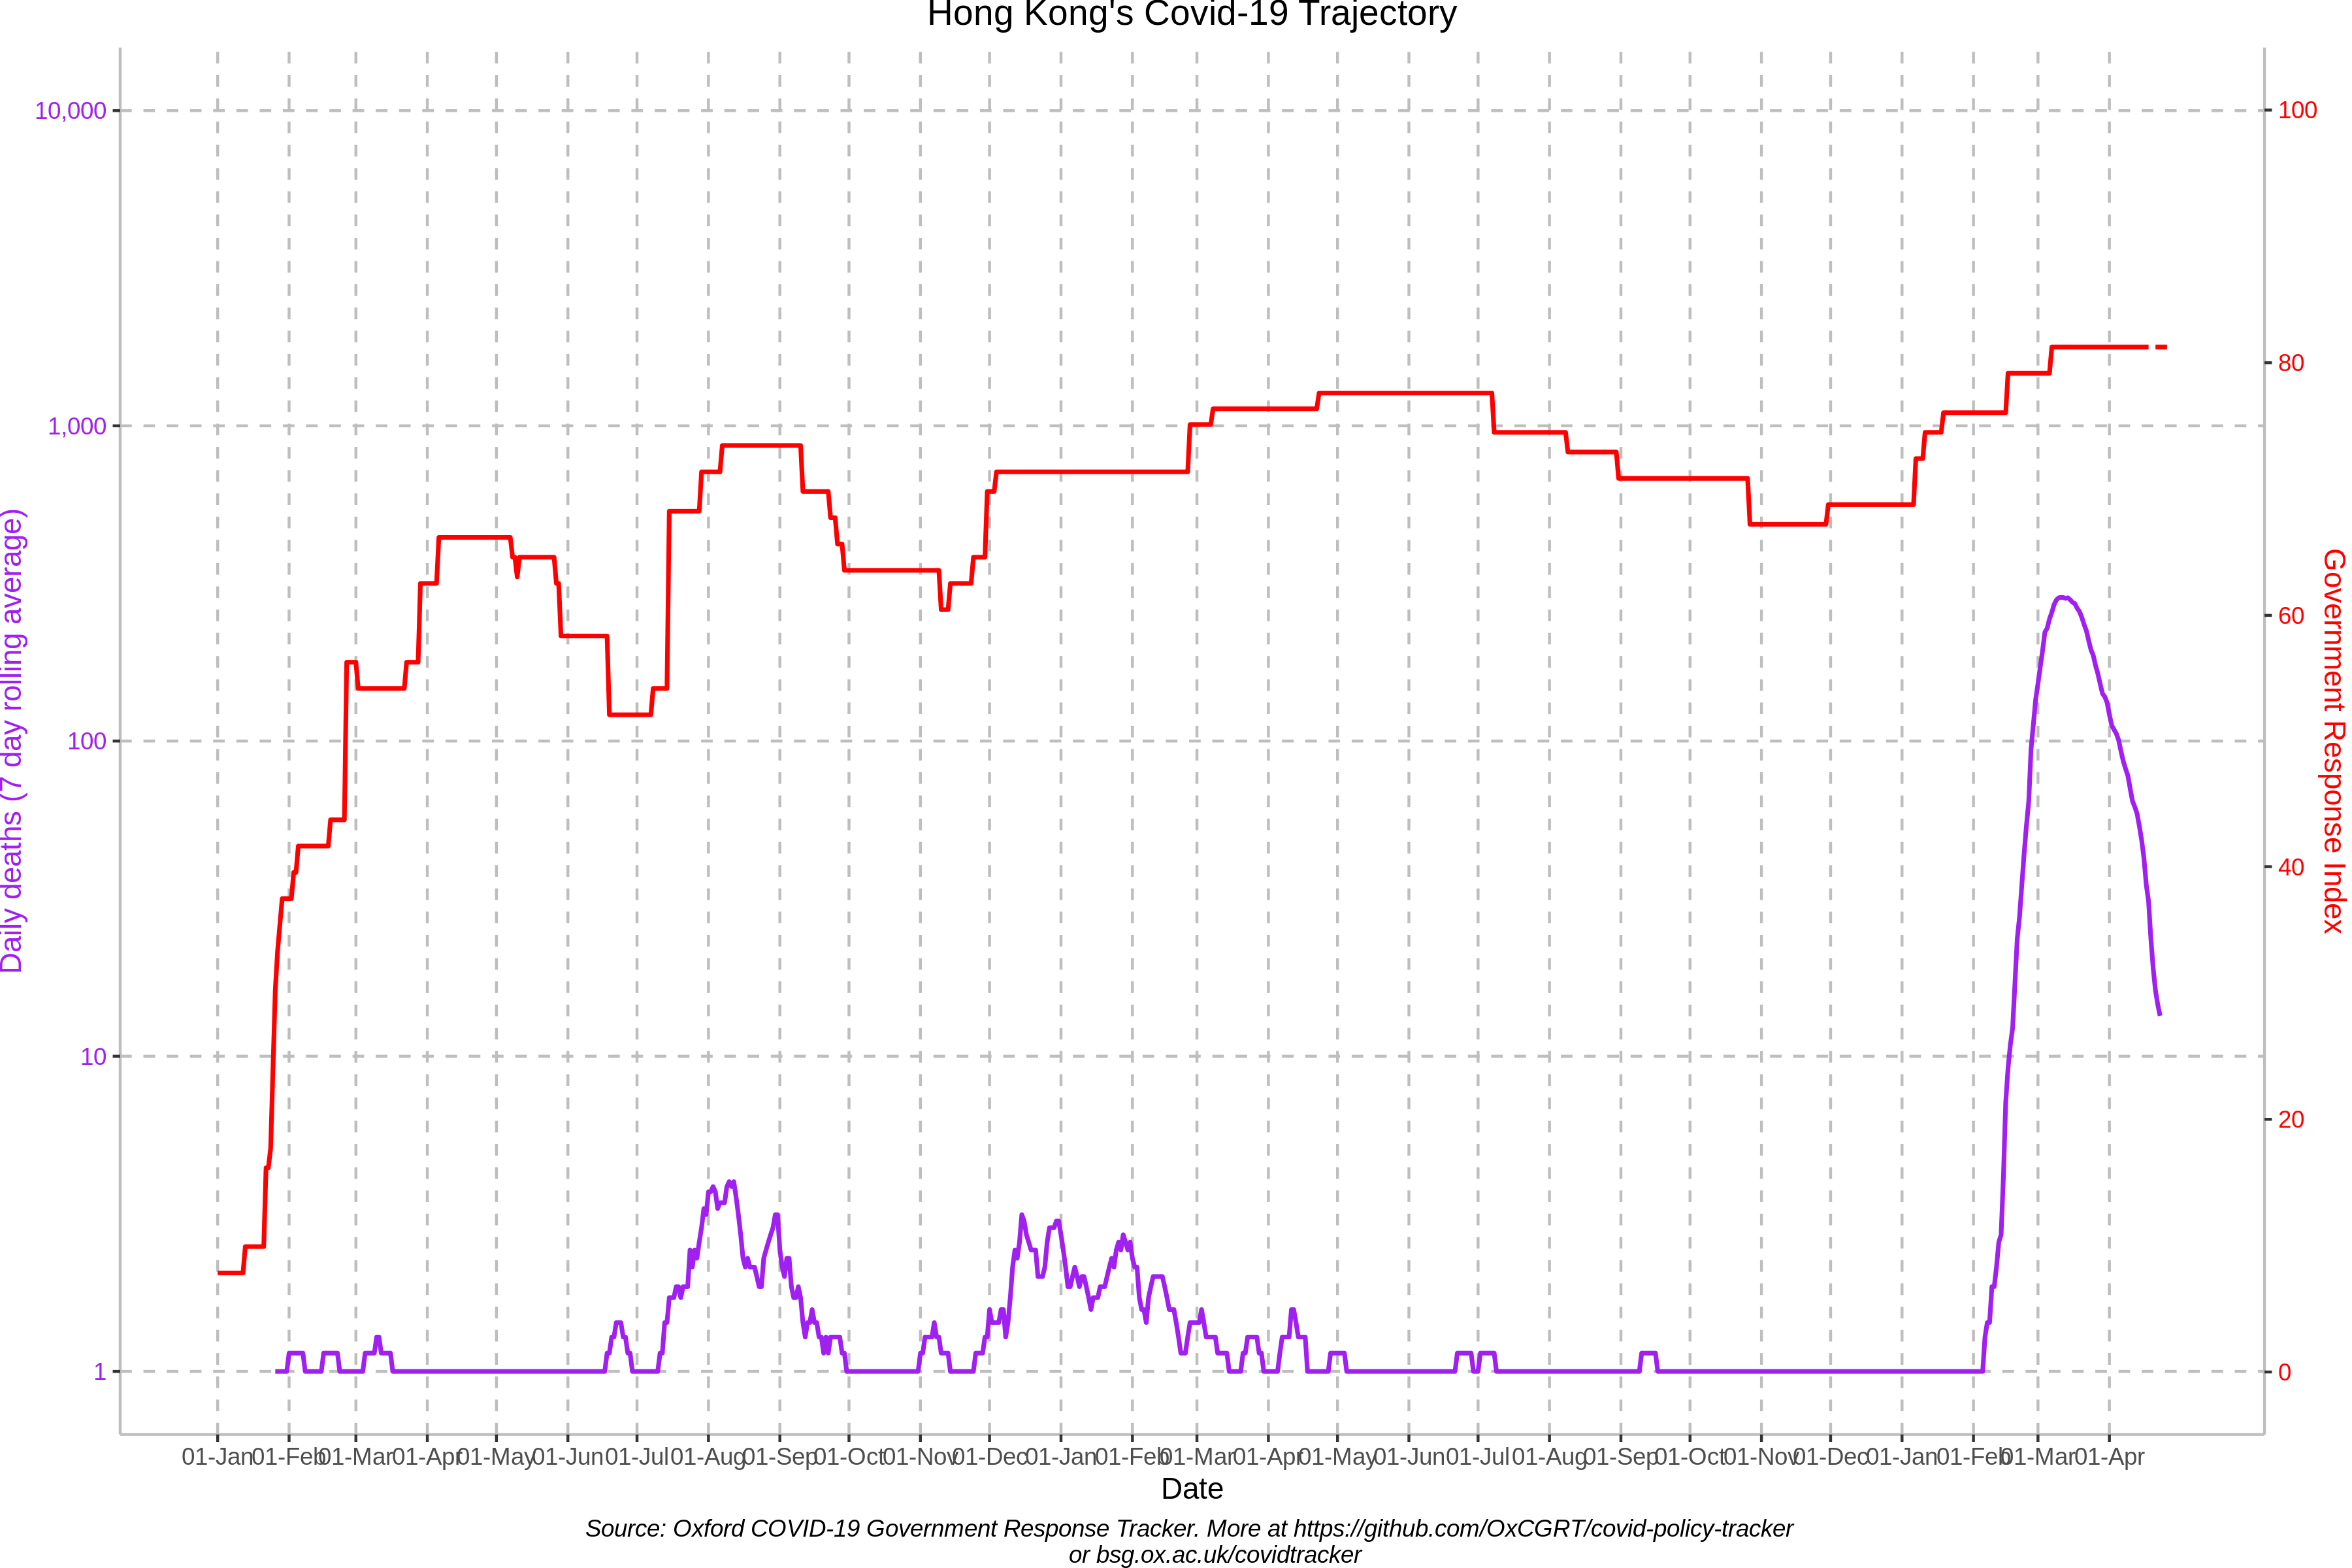 Hong Kong's Covid-19 Trajectory
10,000
1,000
100
10
1
Daily deaths (7 day rolling average)
100
80
60
40
20
0
Government Response Index
01-Jan 01-Feb 01-Mar 01-Apr 01-May 01-Jun 01-Jul 01-Aug 01-Sep 01-Oct 01-Nov 01-Dec 01-Jan 01-Feb 01-Mar 01-Apr 01-May 01-Jun 01-Jul 01-Aug 01-Sep 01-Oct 01-Nov 01-Dec 01-Jan 01-Feb 01-Mar 01-Apr
Date
Source: Oxford COVID-19 Government Response Tracker. More at https://github.com/OxCGRT/covid-policy-tracker
or bsg.ox.ac.uk/covidtracker